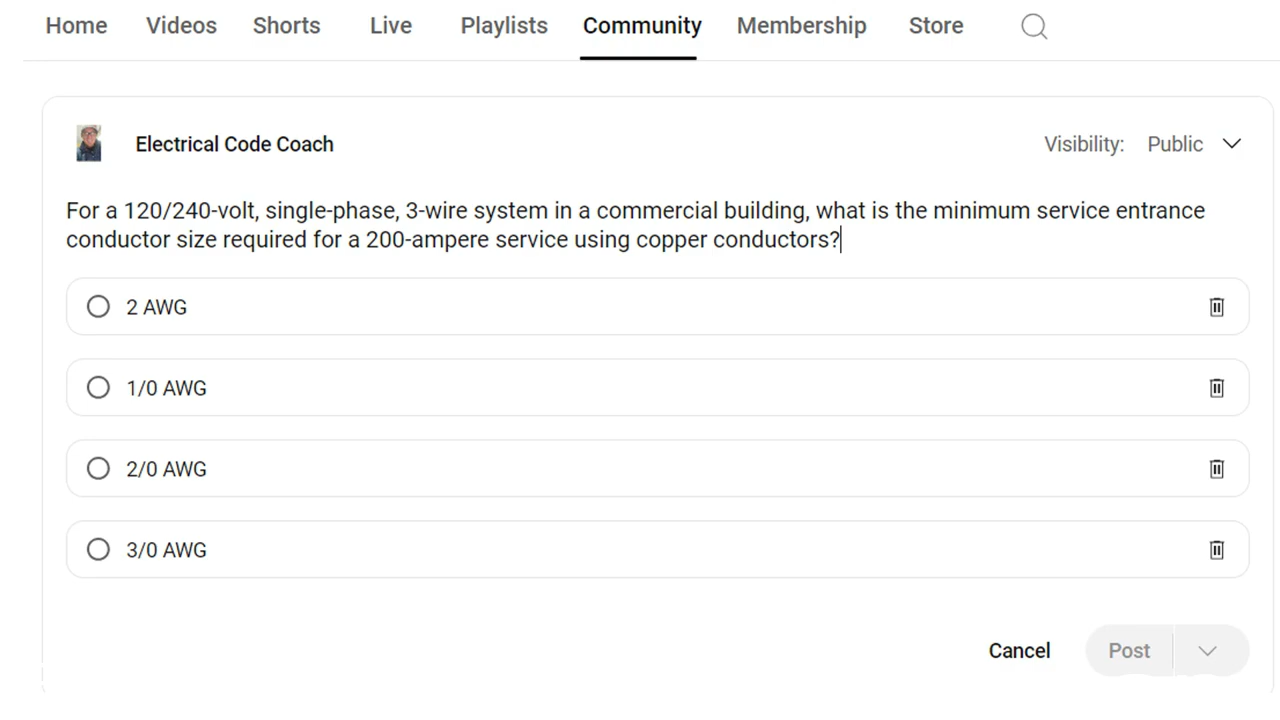 Home Videos Shorts Live Playlists Community Membership Store
Electrical Code Coach Visibility: Public
For a 120/240-volt, single-phase, 3-wire system in a commercial building, what is the minimum service entrance
conductor size required for a 200-ampere service using copper conductors?
2 AWG
1/0 AWG
2/0 AWG
3/0 AWG
Cancel Post